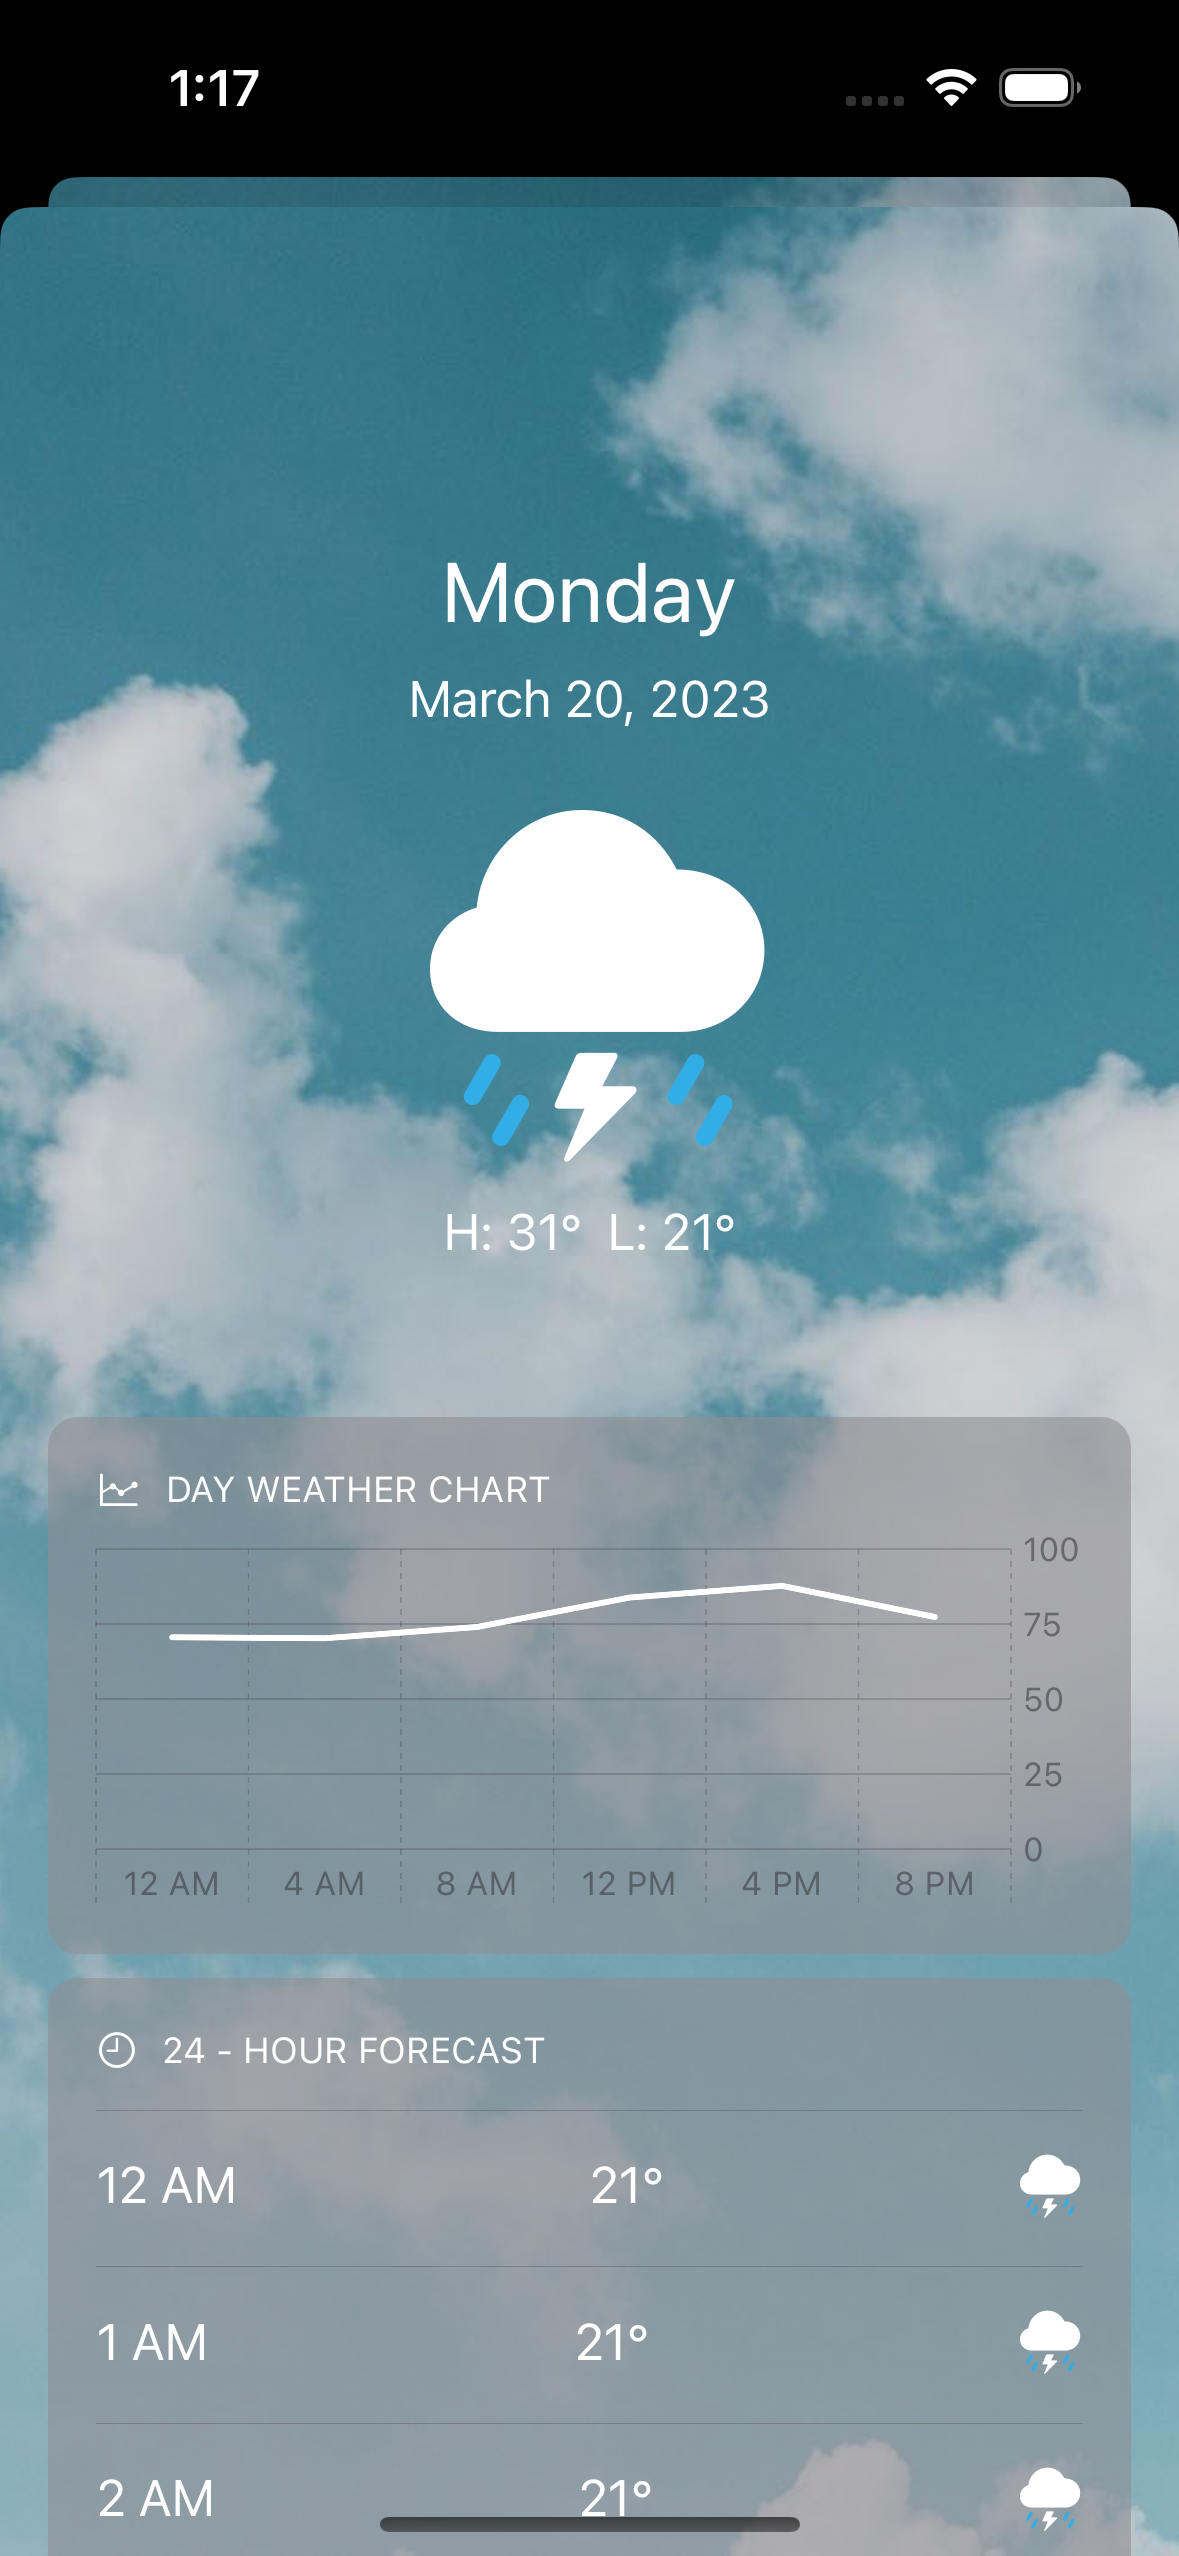 1:17
Monday
March 20, 2023
H: 31° L: 21°
DAY WEATHER CHART
100
75
50
25
0
12 AM 4 AM 8 AM 12 PM 4 PM 8 PM
24 - HOUR FORECAST
12 AM 21°
1 AM 21°
2 AM 21°